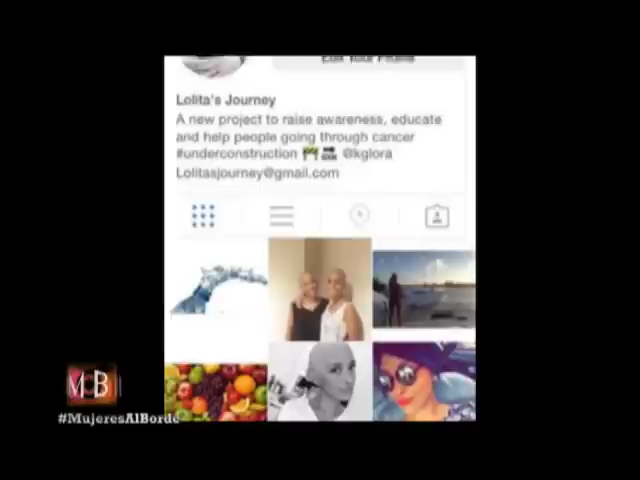 Edit Your Profile
Lolita's Journey
A new project to raise awareness, educate
and help people going through cancer
#underconstruction 🚧🔜 @kglora
Lolitasjourney@gmail.com
#MujeresAlBorde